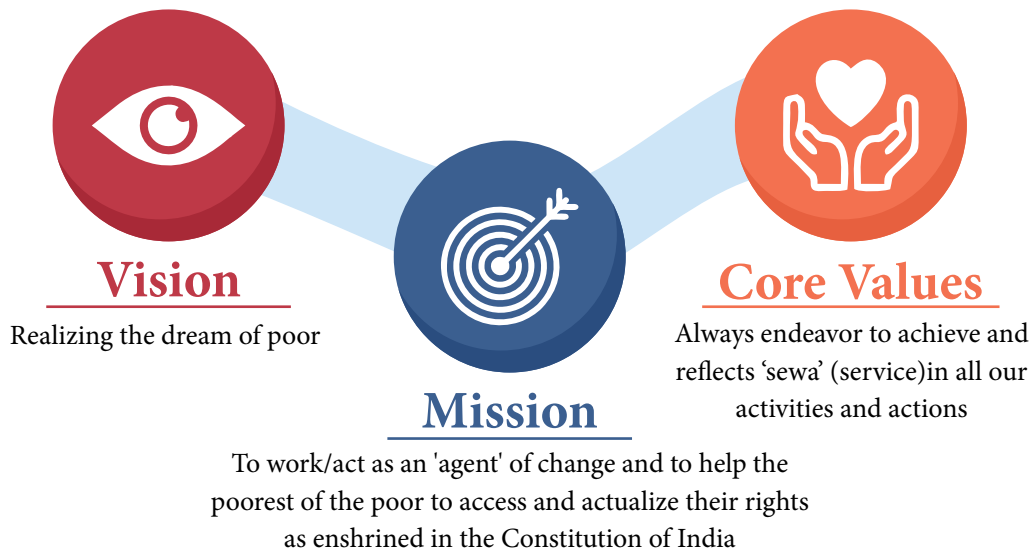 Vision
Realizing the dream of poor
Mission
To work/act as an 'agent' of change and to help the
poorest of the poor to access and actualize their rights
as enshrined in the Constitution of India
Core Values
Always endeavor to achieve and
reflects ‘sewa’ (service)in all our
activities and actions